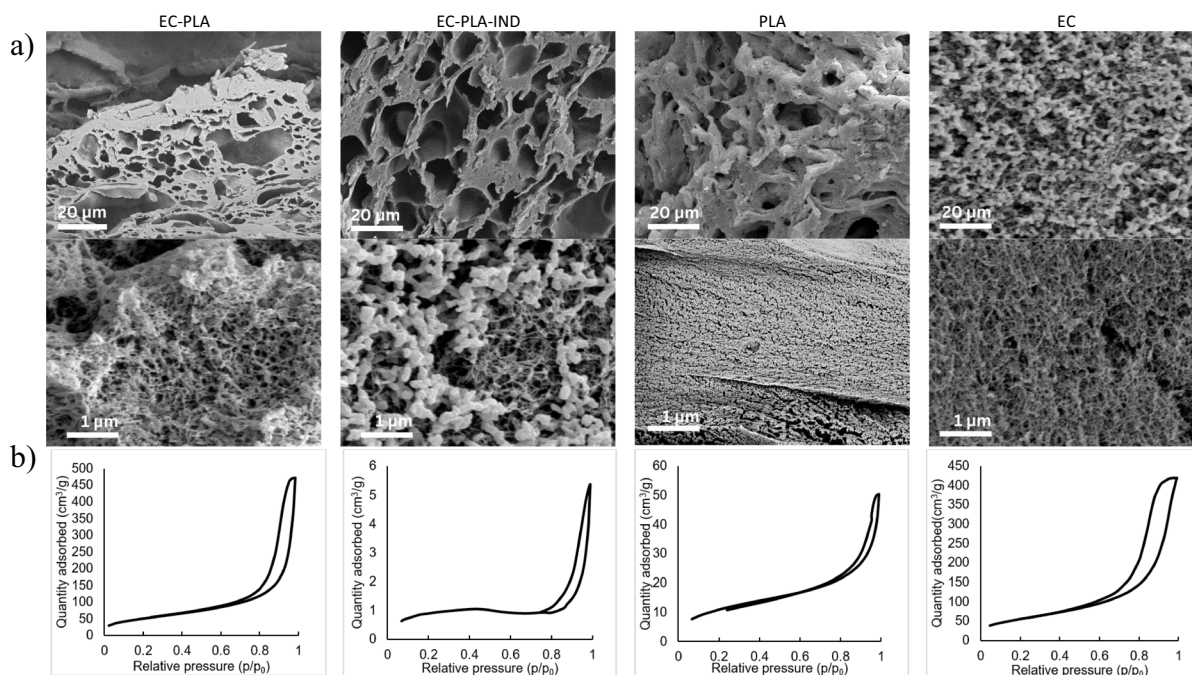 EC-PLA EC-PLA-IND PLA EC
a)
20 µm 20 µm 20 µm 20 µm
1 µm 1 µm 1 µm 1 µm
b)
Quantity adsorbed (cm³/g)
500
450
400
350
300
250
200
150
100
50
0
0 0.2 0.4 0.6 0.8 1
Relative pressure (p/p₀)
Quantity adsorbed (cm³/g)
6
5
4
3
2
1
0
0 0.2 0.4 0.6 0.8 1
Relative pressure (p/p₀)
Quantity adsorbed (cm³/g)
60
50
40
30
20
10
0
0 0.2 0.4 0.6 0.8 1
Relative pressure (p/p₀)
Quantity adsorbed(cm³/g)
450
400
350
300
250
200
150
100
50
0
0 0.2 0.4 0.6 0.8 1
Relative pressure (p/p₀)